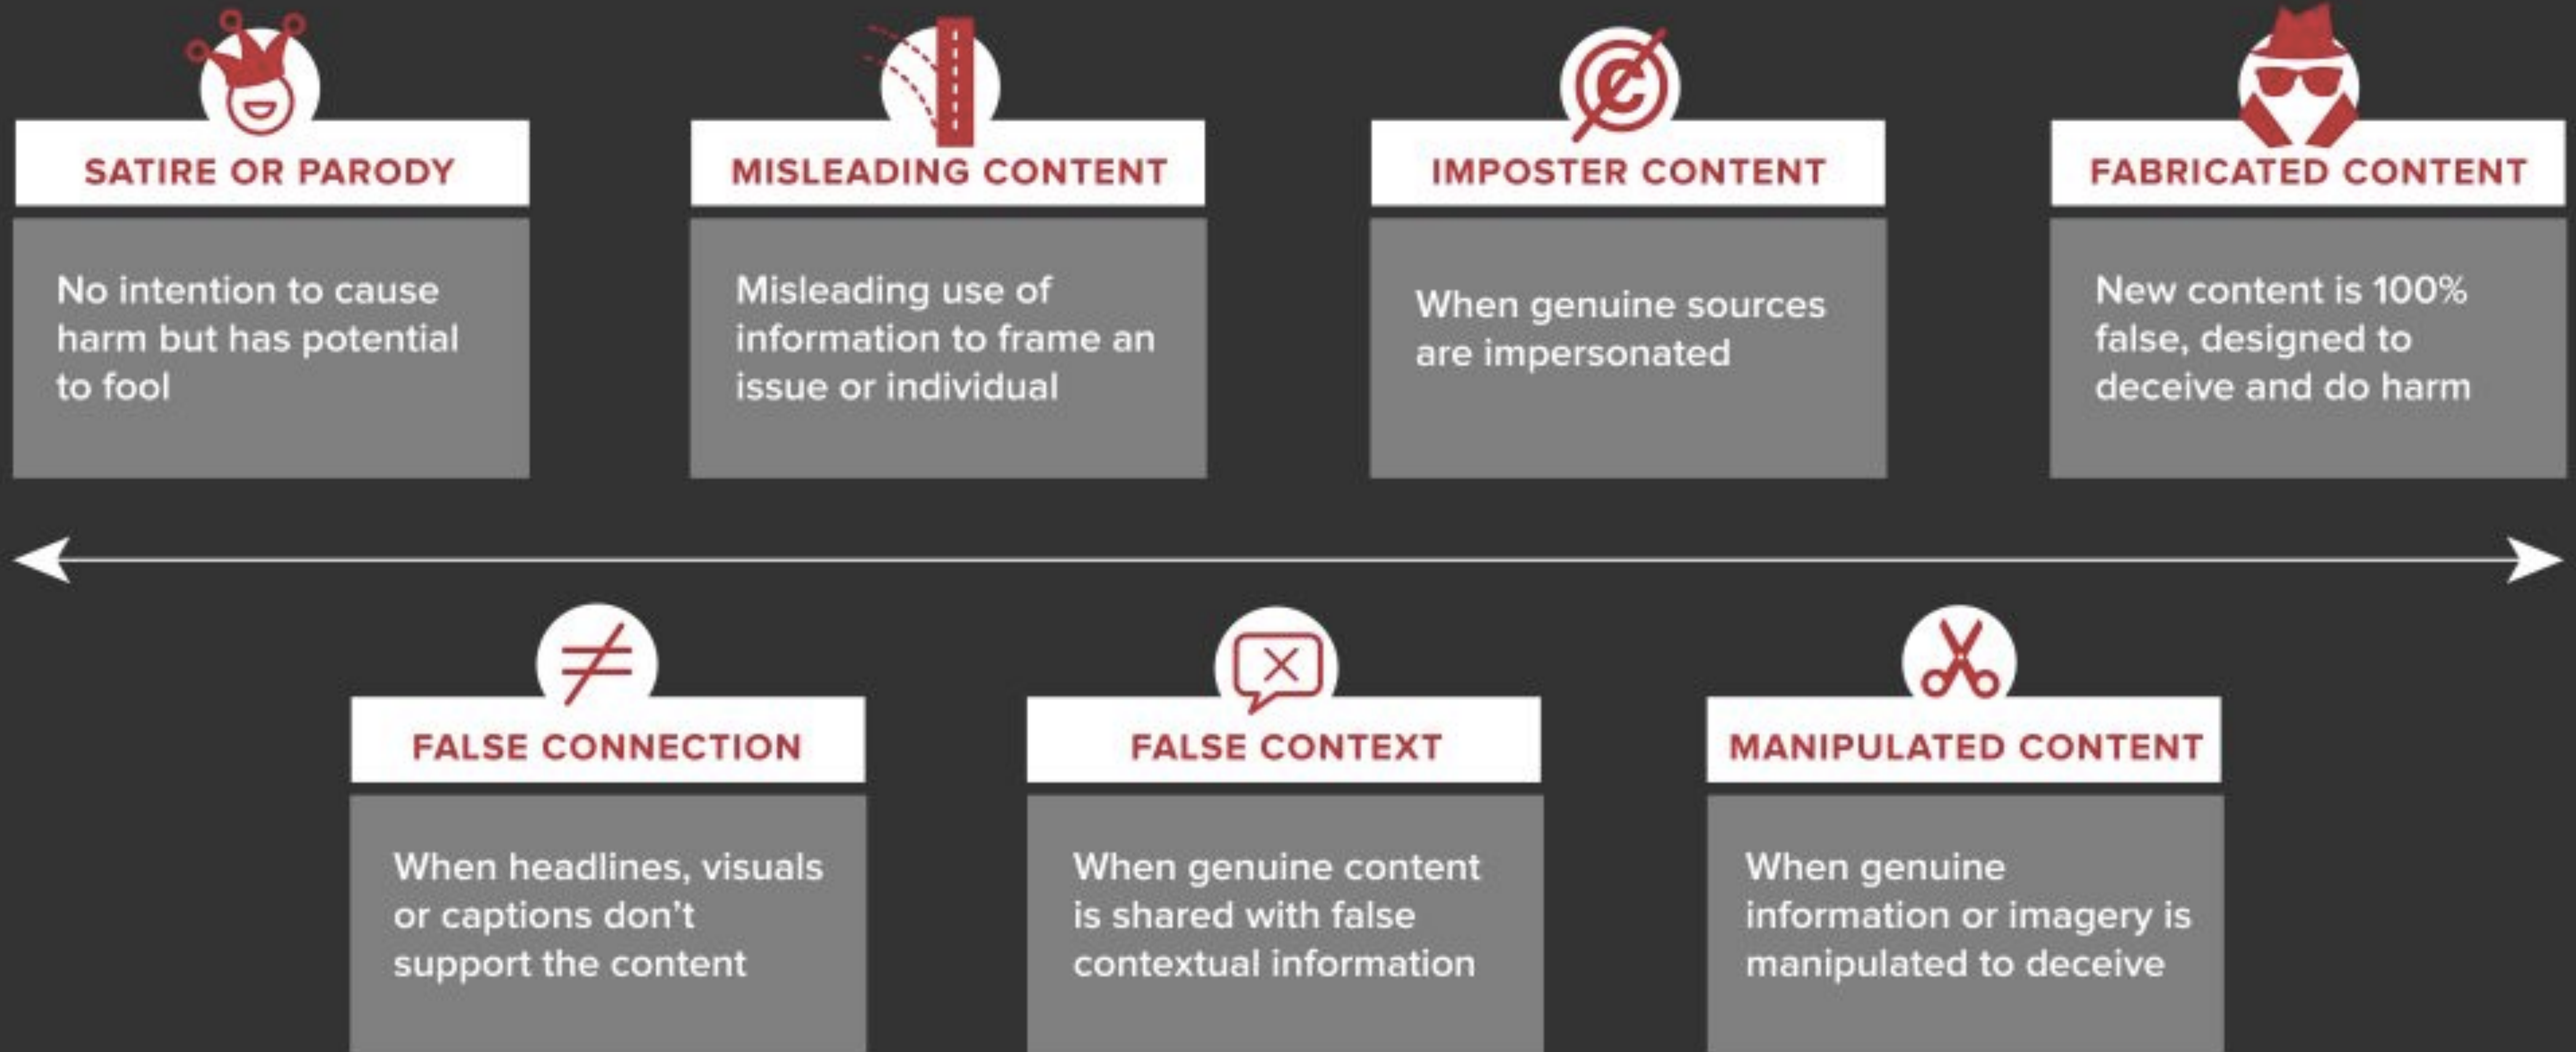 SATIRE OR PARODY
No intention to cause
harm but has potential
to fool
MISLEADING CONTENT
Misleading use of
information to frame an
issue or individual
IMPOSTER CONTENT
When genuine sources
are impersonated
FABRICATED CONTENT
New content is 100%
false, designed to
deceive and do harm
FALSE CONNECTION
When headlines, visuals
or captions don’t
support the content
FALSE CONTEXT
When genuine content
is shared with false
contextual information
MANIPULATED CONTENT
When genuine
information or imagery is
manipulated to deceive